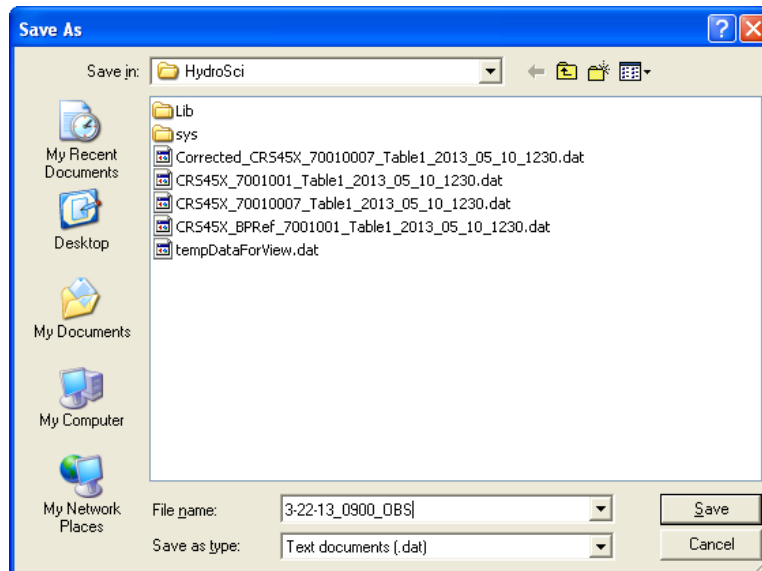 Save As
Save in:
HydroSci
My Recent
Documents
Desktop
My Documents
My Computer
My Network
Places
Lib
sys
Corrected_CRS45X_70010007_Table1_2013_05_10_1230.dat
CRS45X_7001001_Table1_2013_05_10_1230.dat
CRS45X_70010007_Table1_2013_05_10_1230.dat
CRS45X_BPRef_7001001_Table1_2013_05_10_1230.dat
tempDataForView.dat
File name:
3-22-13_0900_OBS
Save
Save as type:
Text documents (.dat)
Cancel